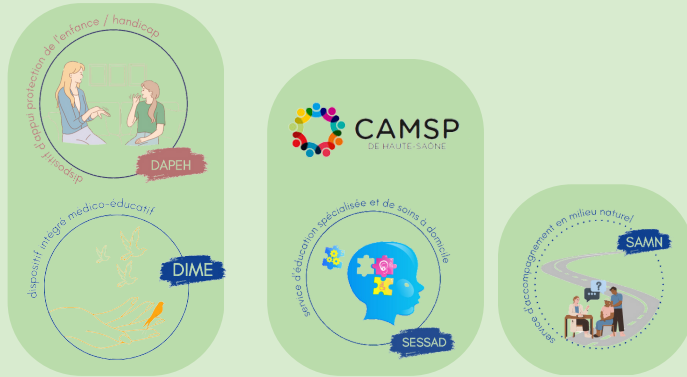 dispositif d'appui protection de l'enfance / handicap
DAPEH
dispositif intégré médico-éducatif
DIME
CAMSP
DE HAUTE-SAÔNE
service d'éducation spécialisée et de soins à domicile
SESSAD
service d'accompagnement en milieu naturel
SAMN
?